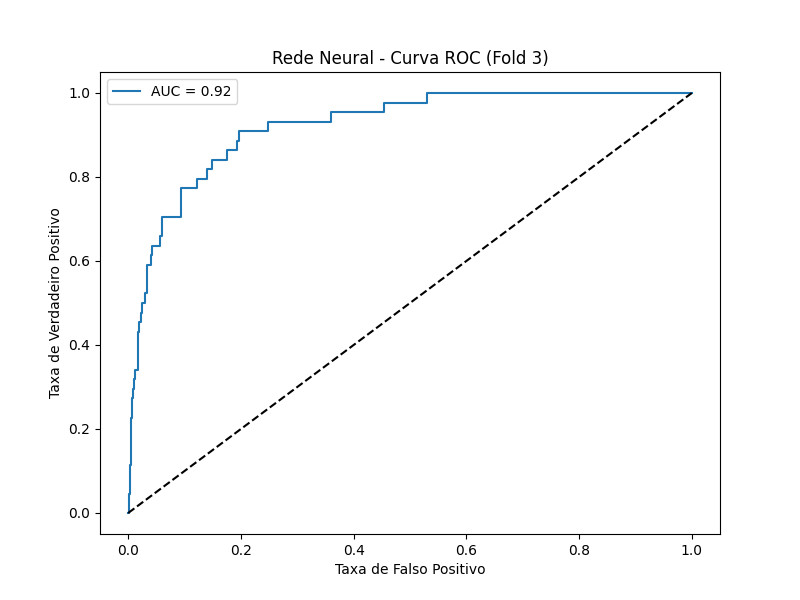 Rede Neural - Curva ROC (Fold 3)
AUC = 0.92
1.0
0.8
0.6
0.4
0.2
0.0
Taxa de Verdadeiro Positivo
0.0 0.2 0.4 0.6 0.8 1.0
Taxa de Falso Positivo